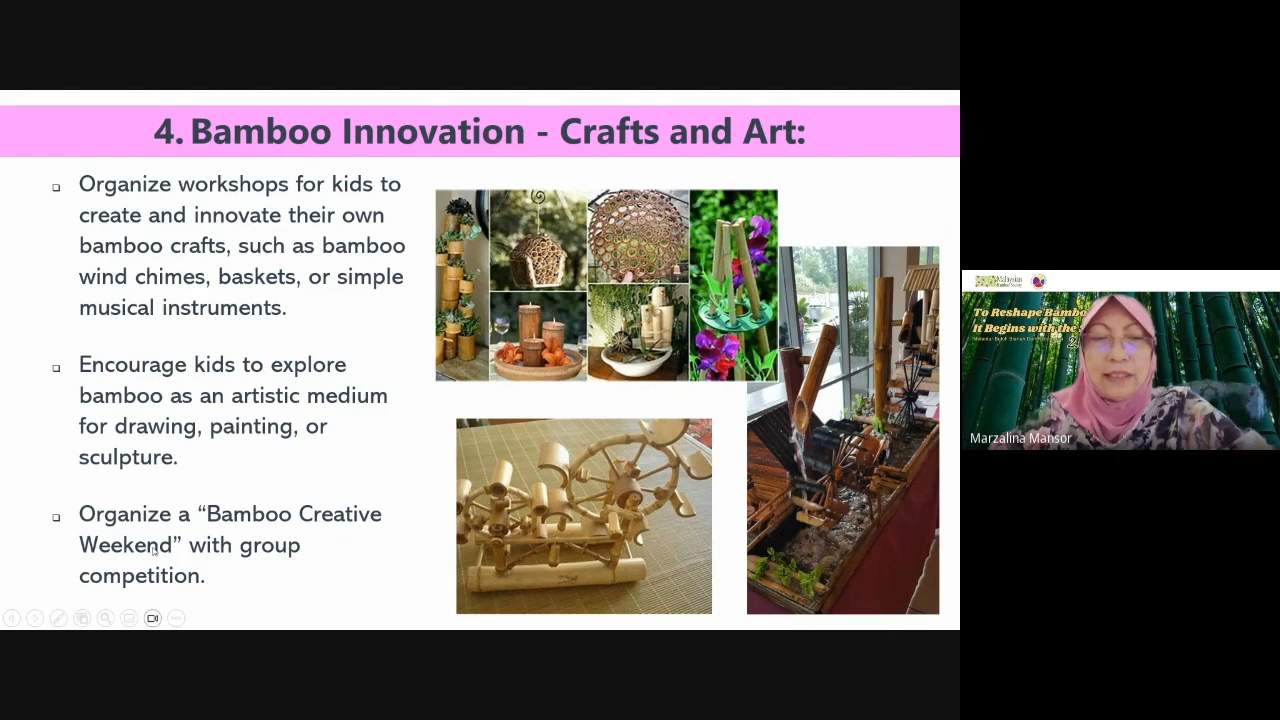 4. Bamboo Innovation - Crafts and Art:
Organize workshops for kids to
create and innovate their own
bamboo crafts, such as bamboo
wind chimes, baskets, or simple
musical instruments.
Encourage kids to explore
bamboo as an artistic medium
for drawing, painting, or
sculpture.
Organize a “Bamboo Creative
Weekend” with group
competition.
Malaysian
Bamboo Society
To Reshape Bambo
It Begins with the
Marzalina Mansor